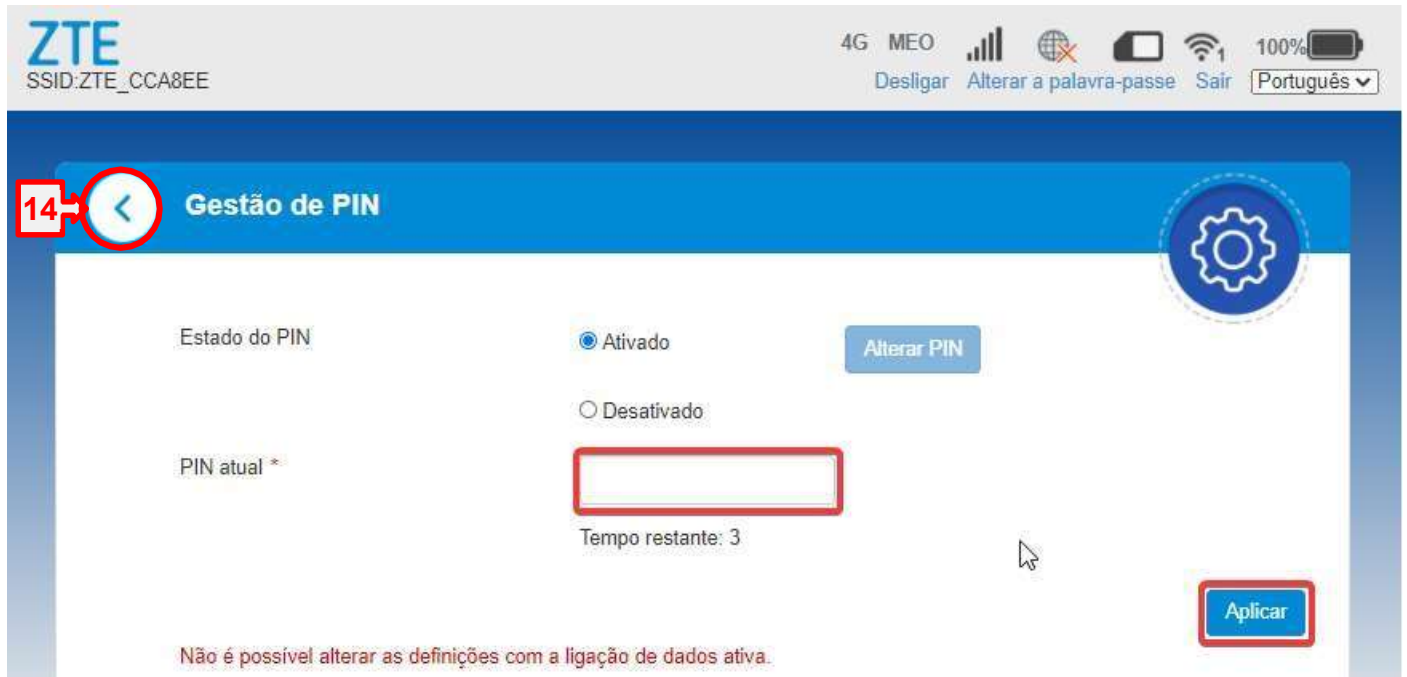 ZTE
SSID:ZTE_CCA8EE
4G MEO 1 100%
Desligar Alterar a palavra-passe Sair Português
14
Gestão de PIN
Estado do PIN
Ativado
Alterar PIN
Desativado
PIN atual *
Tempo restante: 3
Aplicar
Não é possível alterar as definições com a ligação de dados ativa.